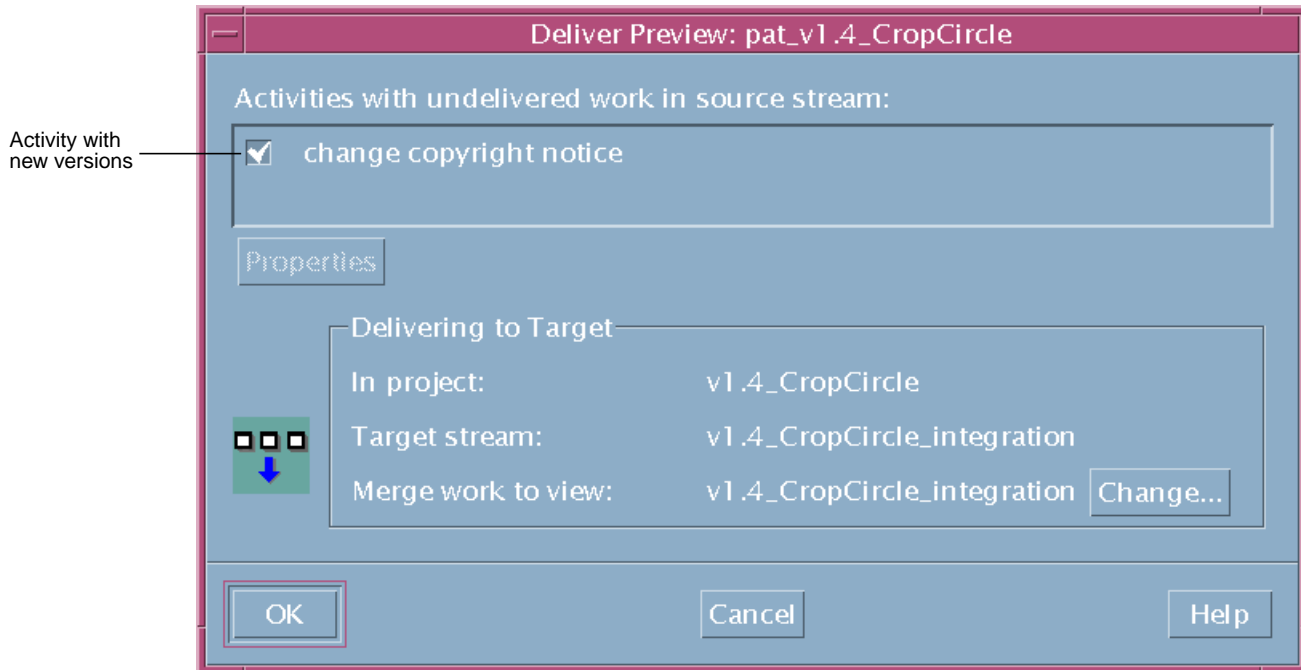 Deliver Preview: pat_v1.4_CropCircle
Activities with undelivered work in source stream:
Activity with
new versions
change copyright notice
Properties
Delivering to Target
In project: v1.4_CropCircle
Target stream: v1.4_CropCircle_integration
Merge work to view: v1.4_CropCircle_integration Change...
OK Cancel Help